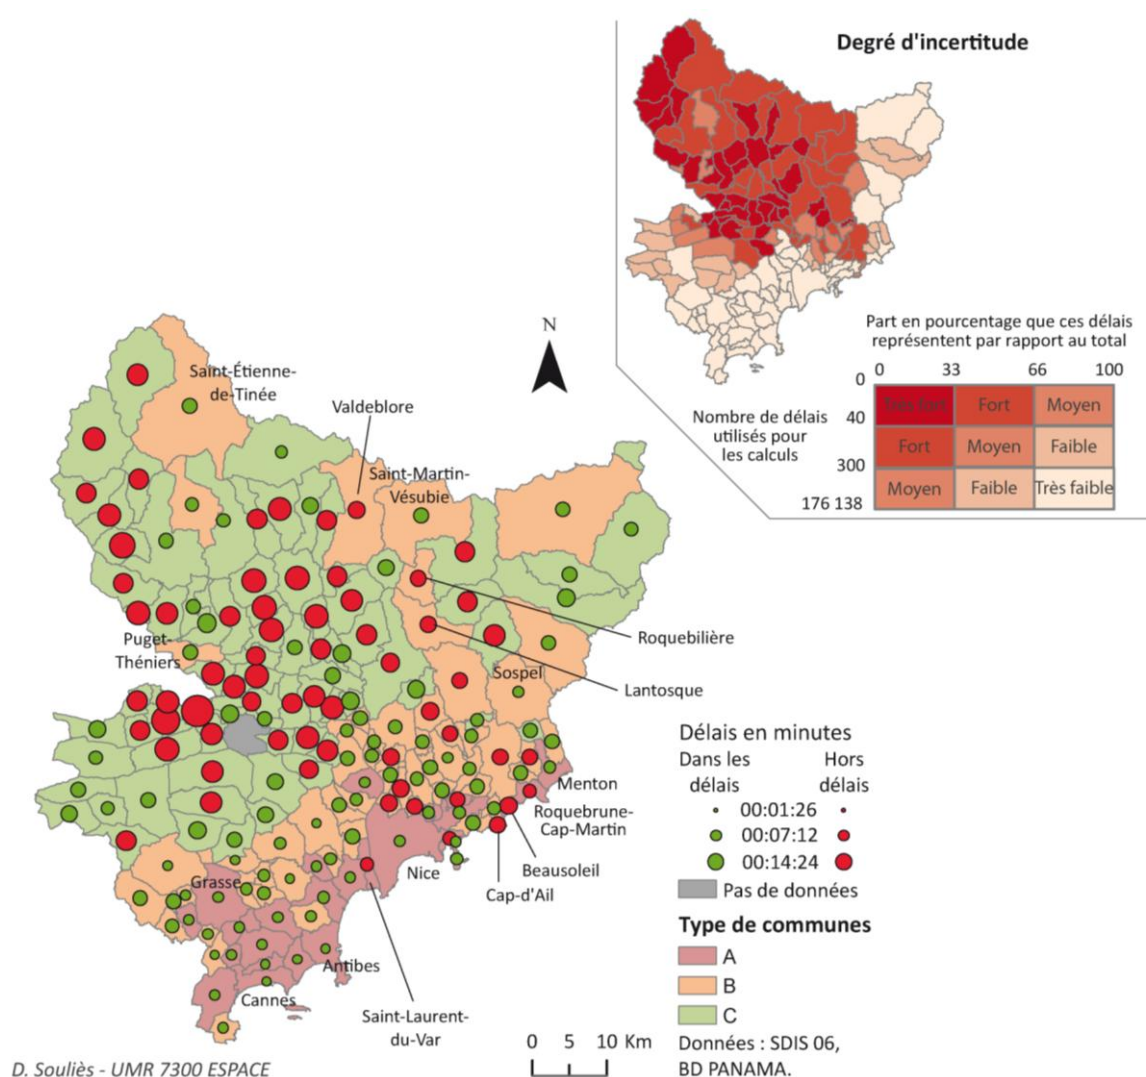 Degré d'incertitude
Part en pourcentage que ces délais
représentent par rapport au total
0 33 66 100
0
40
300
176 138
Nombre de délais
utilisés pour
les calculs
Très fort Fort Moyen
Fort Moyen Faible
Moyen Faible Très faible
N
Saint-Étienne-
de-Tinée
Valdeblore
Saint-Martin-
Vésubie
Roquebilière
Puget-
Théniers
Lantosque
Sospel
Menton
Roquebrune-
Cap-Martin
Beausoleil
Cap-d'Ail
Nice
Grasse
Antibes
Cannes
Saint-Laurent-
du-Var
Délais en minutes
Dans les
délais
Hors
délais
00:01:26
00:07:12
00:14:24
Pas de données
Type de communes
A
B
C
0 5 10 Km
Données : SDIS 06,
BD PANAMA.
D. Souliès - UMR 7300 ESPACE